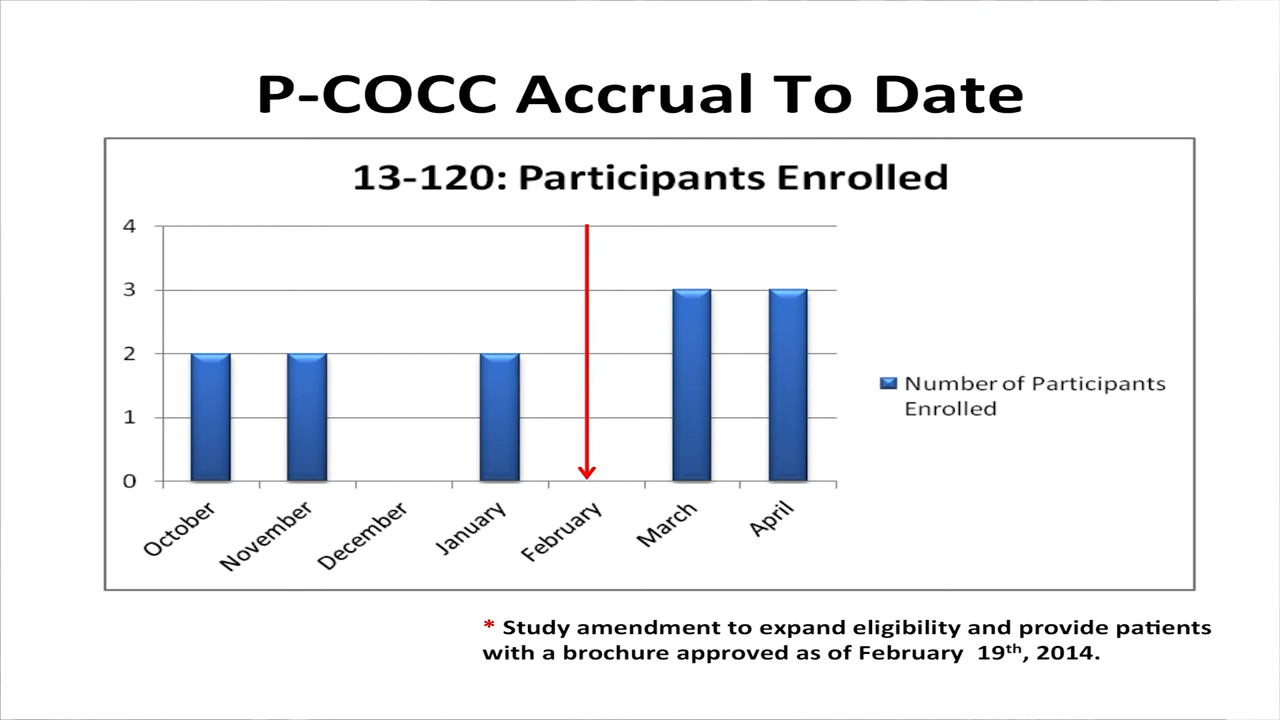 P-COCC Accrual To Date
13-120: Participants Enrolled
4
3
2
1
0
October
November
December
January
February
March
April
Number of Participants
Enrolled
* Study amendment to expand eligibility and provide patients
with a brochure approved as of February 19th, 2014.